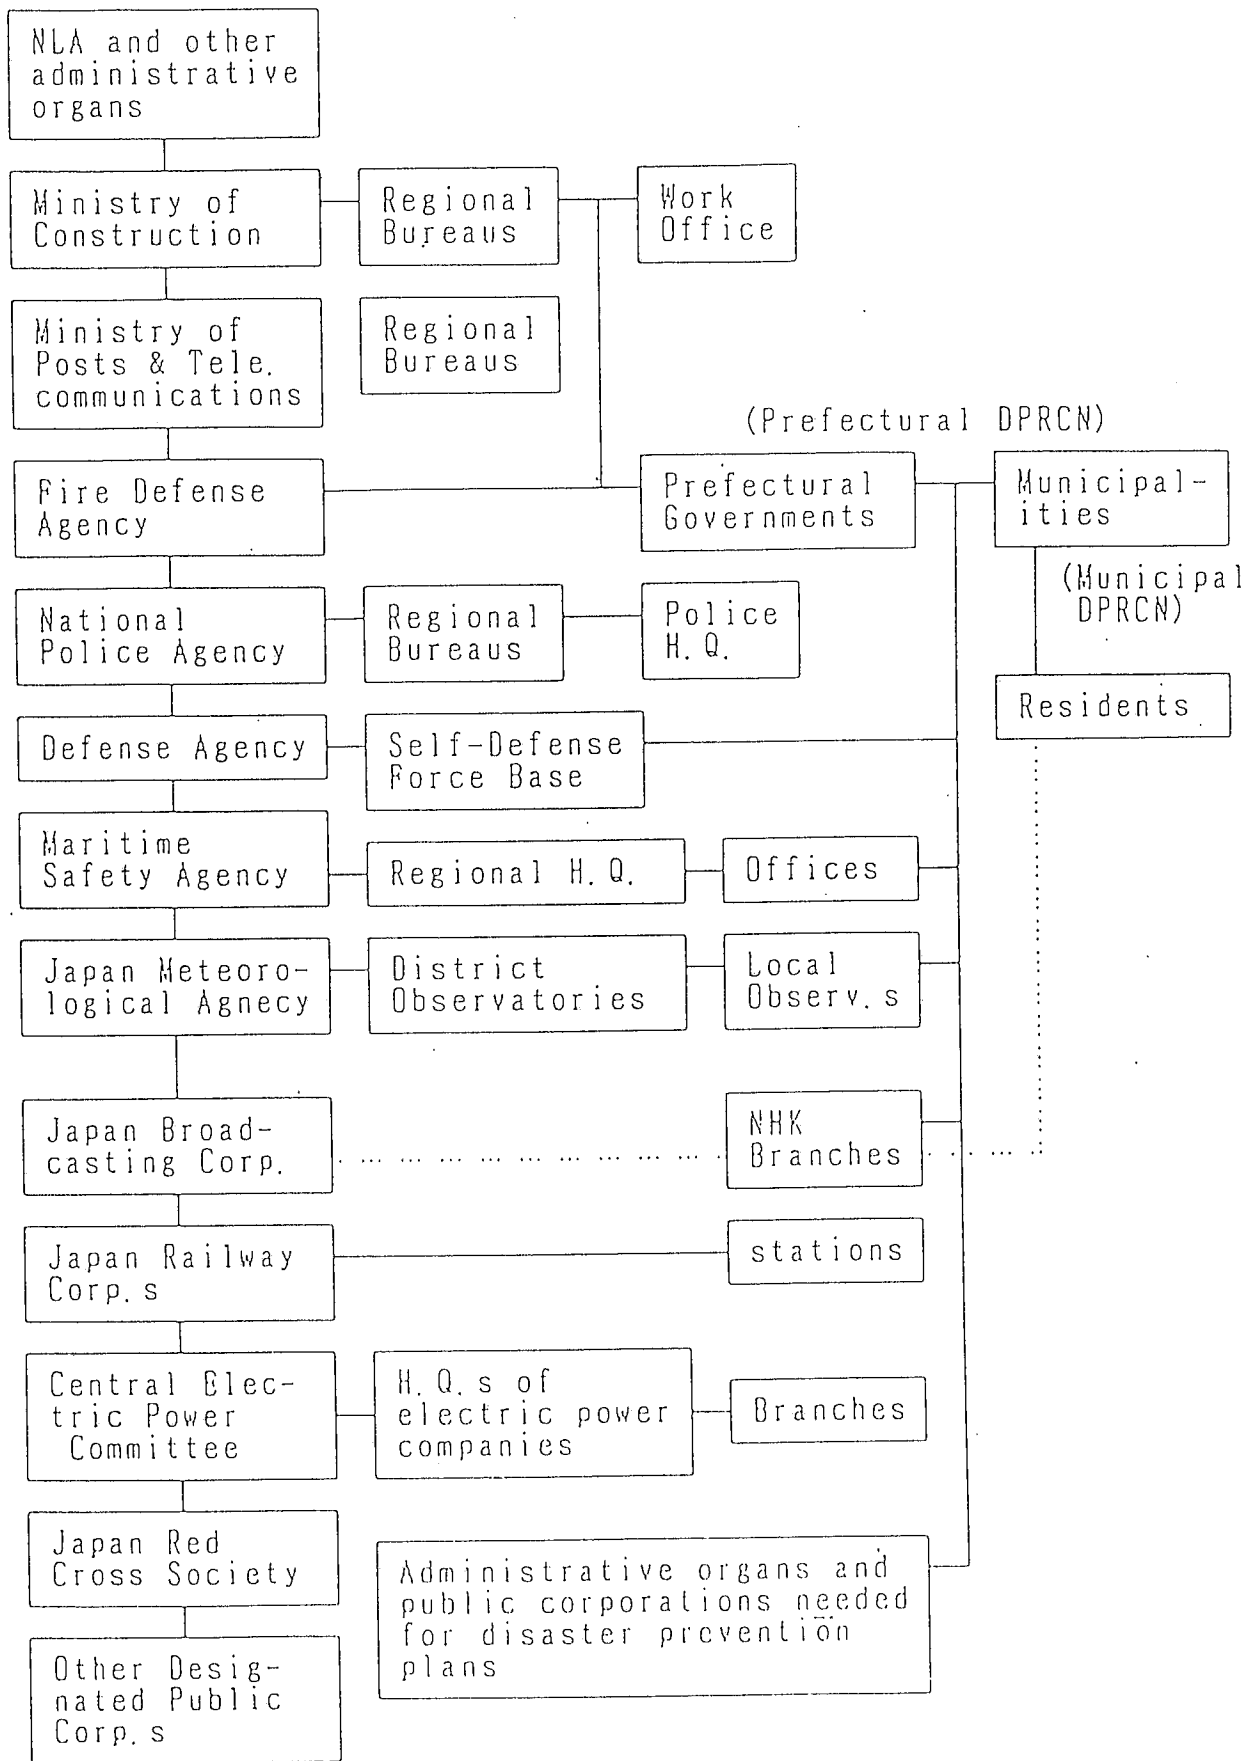 NLA and other
administrative
organs
Ministry of
Construction
Regional
Bureaus
Work
Office
Ministry of
Posts & Tele.
communications
Regional
Bureaus
(Prefectural DPRCN)
Fire Defense
Agency
Prefectural
Governments
Municipal-
ities
(Municipal
DPRCN)
National
Police Agency
Regional
Bureaus
Police
H.Q.
Residents
Defense Agency
Self-Defense
Force Base
Maritime
Safety Agency
Regional H.Q.
Offices
Japan Meteoro-
logical Agnecy
District
Observatories
Local
Observ.s
Japan Broad-
casting Corp.
NHK
Branches
Japan Railway
Corp.s
stations
Central Elec-
tric Power
Committee
H.Q.s of
electric power
companies
Branches
Japan Red
Cross Society
Administrative organs and
public corporations needed
for disaster prevention
plans
Other Desig-
nated Public
Corp.s